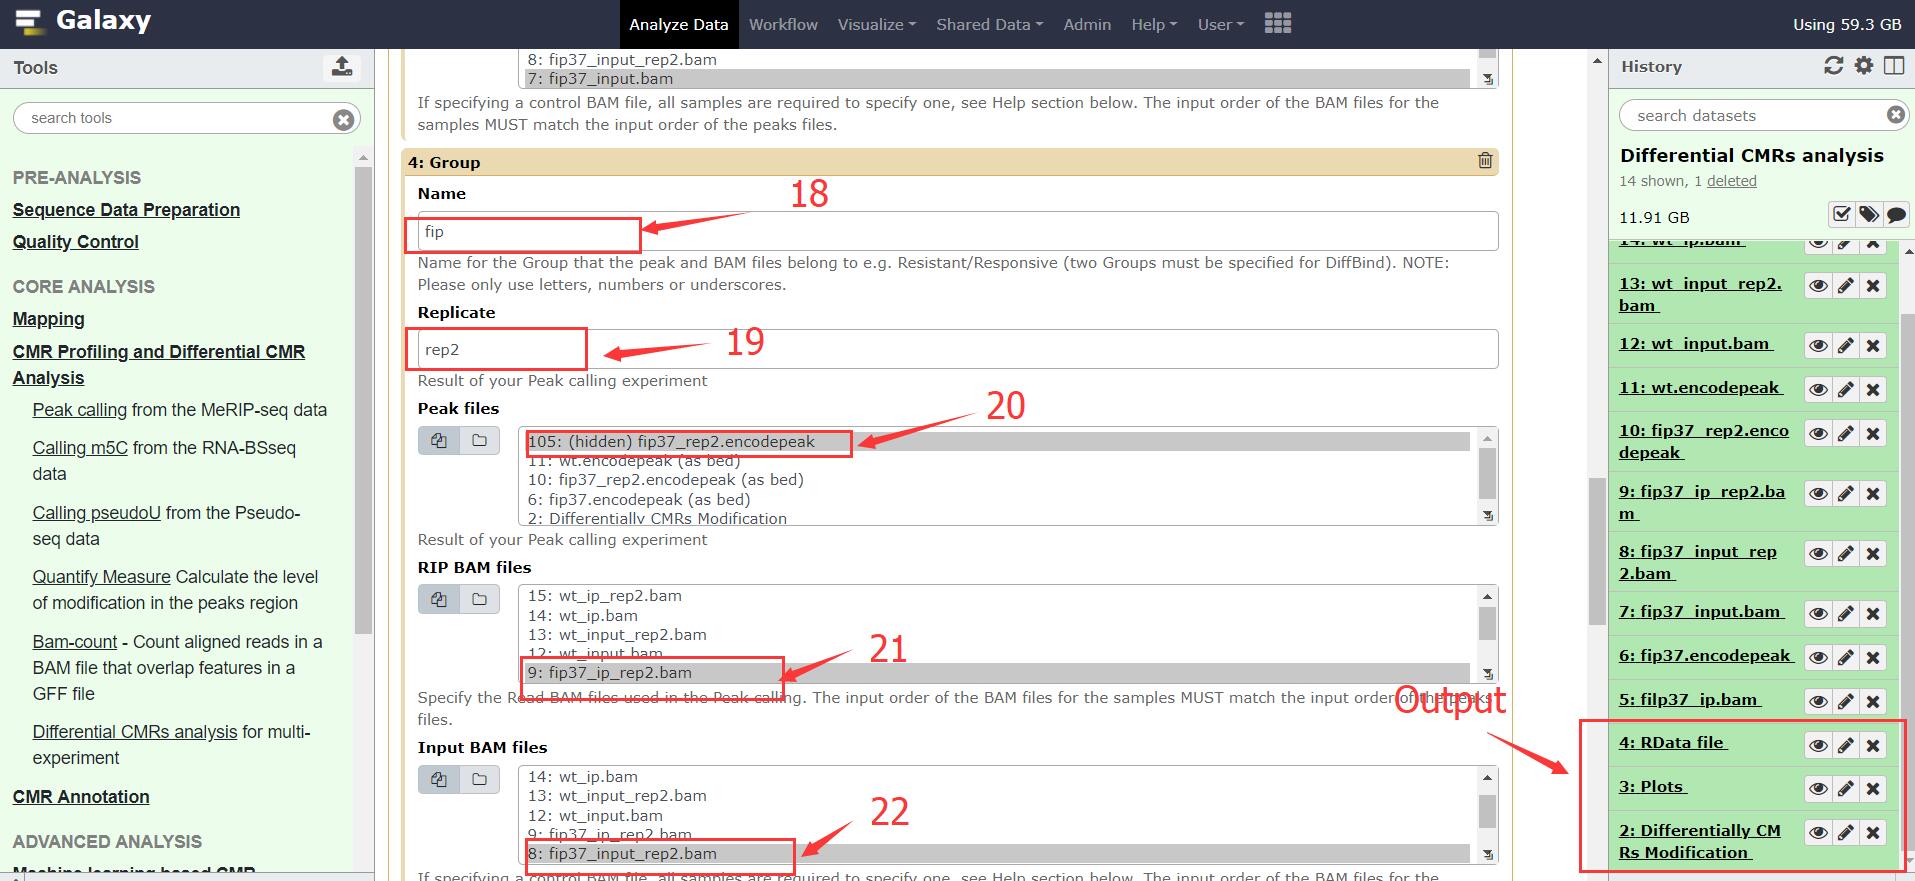 Galaxy
Analyze Data
Workflow
Visualize
Shared Data
Admin
Help
User
Using 59.3 GB
Tools
search tools
PRE-ANALYSIS
Sequence Data Preparation
Quality Control
CORE ANALYSIS
Mapping
CMR Profiling and Differential CMR
Analysis
Peak calling from the MeRIP-seq data
Calling m5C from the RNA-BSseq
data
Calling pseudoU from the Pseudo-
seq data
Quantify Measure Calculate the level
of modification in the peaks region
Bam-count - Count aligned reads in a
BAM file that overlap features in a
GFF file
Differential CMRs analysis for multi-
experiment
CMR Annotation
ADVANCED ANALYSIS
Machine learning based CMR
8: fip37_input_rep2.bam
7: fip37_input.bam
If specifying a control BAM file, all samples are required to specify one, see Help section below. The input order of the BAM files for the
samples MUST match the input order of the peaks files.
4: Group
Name
18
fip
Name for the Group that the peak and BAM files belong to e.g. Resistant/Responsive (two Groups must be specified for DiffBind). NOTE:
Please only use letters, numbers or underscores.
Replicate
19
rep2
Result of your Peak calling experiment
Peak files
20
105: (hidden) fip37_rep2.encodepeak
11: wt.encodepeak (as bed)
10: fip37_rep2.encodepeak (as bed)
6: fip37.encodepeak (as bed)
2: Differentially CMRs Modification
Result of your Peak calling experiment
RIP BAM files
15: wt_ip_rep2.bam
14: wt_ip.bam
13: wt_input_rep2.bam
12: wt_input.bam
21
9: fip37_ip_rep2.bam
Specify the Read BAM files used in the Peak calling. The input order of the BAM files for the samples MUST match the input order of the peaks
files.
Input BAM files
14: wt_ip.bam
13: wt_input_rep2.bam
12: wt_input.bam
9: fip37_ip_rep2.bam
22
8: fip37_input_rep2.bam
If specifying a control BAM file, all samples are required to specify one, see Help section below. The input order of the BAM files for the
History
search datasets
Differential CMRs analysis
14 shown, 1 deleted
11.91 GB
14: wt_ip.bam
13: wt_input_rep2.
bam
12: wt_input.bam
11: wt.encodepeak
10: fip37_rep2.enco
depeak
9: fip37_ip_rep2.ba
m
8: fip37_input_rep
2.bam
7: fip37_input.bam
6: fip37.encodepeak
5: filp37_ip.bam
Output
4: RData file
3: Plots
2: Differentially CM
Rs Modification